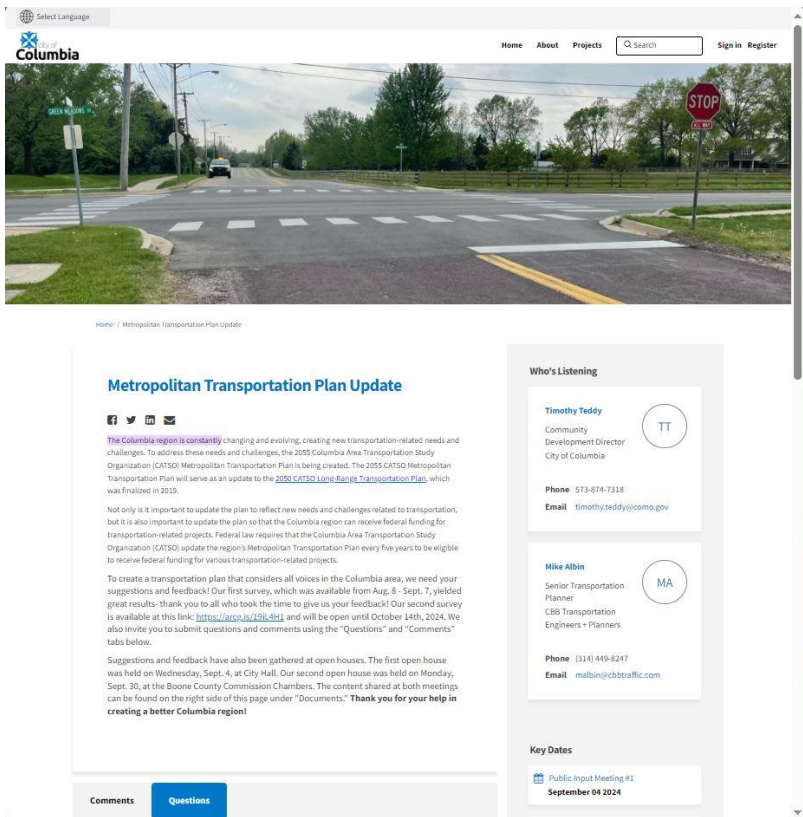 Select Language
city of
Columbia
Home About Projects Search Sign in Register
GREEN MEADOWS
STOP
ALL WAY
Home / Metropolitan Transportation Plan Update
Metropolitan Transportation Plan Update
The Columbia region is constantly changing and evolving, creating new transportation-related needs and
challenges. To address these needs and challenges, the 2055 Columbia Area Transportation Study
Organization (CATSO) Metropolitan Transportation Plan is being created. The 2055 CATSO Metropolitan
Transportation Plan will serve as an update to the 2050 CATSO Long-Range Transportation Plan, which
was finalized in 2019.
Not only is it important to update the plan to reflect new needs and challenges related to transportation,
but it is also important to update the plan so that the Columbia region can receive federal funding for
transportation-related projects. Federal law requires that the Columbia Area Transportation Study
Organization (CATSO) update the region's Metropolitan Transportation Plan every five years to be eligible
to receive federal funding for various transportation-related projects.
To create a transportation plan that considers all voices in the Columbia area, we need your
suggestions and feedback! Our first survey, which was available from Aug. 8 - Sept. 7, yielded
great results- thank you to all who took the time to give us your feedback! Our second survey
is available at this link: https://arcg.is/19iL4H1 and will be open until October 14th, 2024. We
also invite you to submit questions and comments using the "Questions" and "Comments"
tabs below.
Suggestions and feedback have also been gathered at open houses. The first open house
was held on Wednesday, Sept. 4, at City Hall. Our second open house was held on Monday,
Sept. 30, at the Boone County Commission Chambers. The content shared at both meetings
can be found on the right side of this page under "Documents." Thank you for your help in
creating a better Columbia region!
Comments Questions
Who's Listening
Timothy Teddy
TT
Community
Development Director
City of Columbia
Phone 573-874-7318
Email timothy.teddy@como.gov
Mike Albin
MA
Senior Transportation
Planner
CBB Transportation
Engineers + Planners
Phone (314) 449-8247
Email malbin@cbbtraffic.com
Key Dates
Public Input Meeting #1
September 04 2024